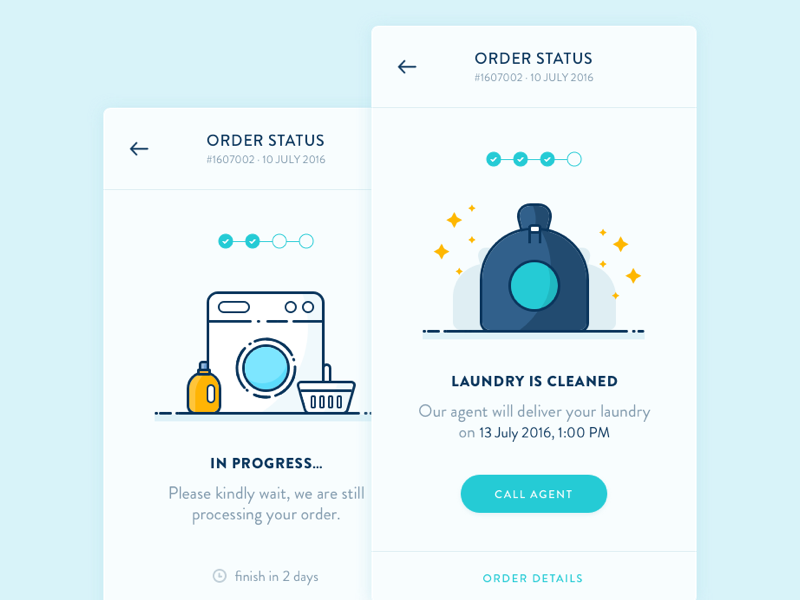 ORDER STATUS
#1607002 · 10 JULY 2016
IN PROGRESS...
Please kindly wait, we are still
processing your order.
finish in 2 days
ORDER STATUS
#1607002 · 10 JULY 2016
LAUNDRY IS CLEANED
Our agent will deliver your laundry
on 13 July 2016, 1:00 PM
CALL AGENT
ORDER DETAILS